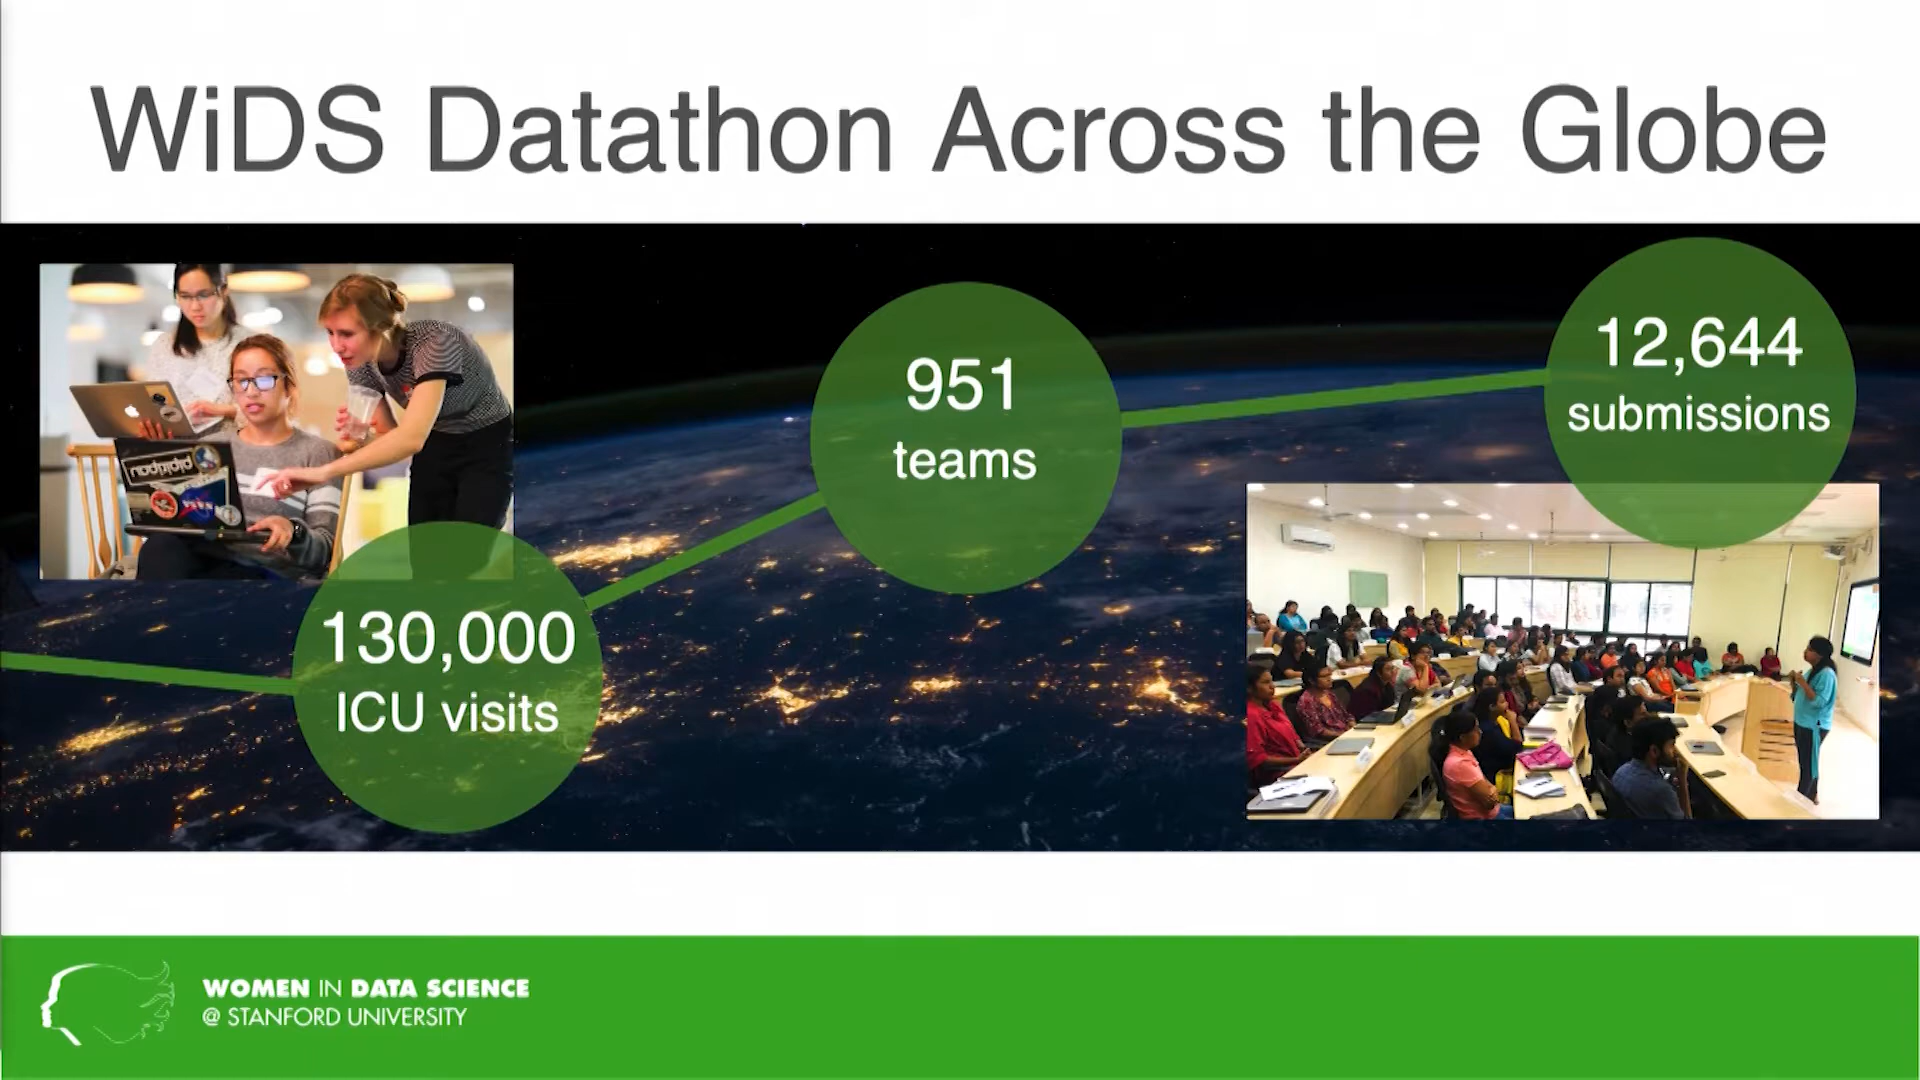 WiDS Datathon Across the Globe
130,000
ICU visits
951
teams
12,644
submissions
WOMEN IN DATA SCIENCE
@ STANFORD UNIVERSITY